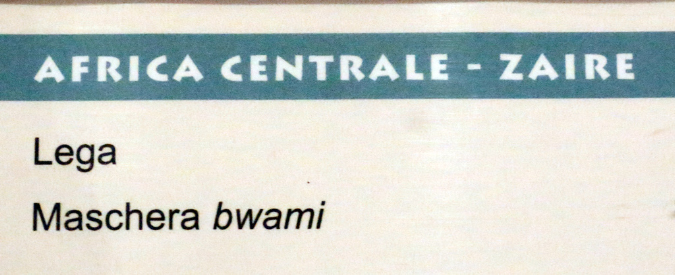 AFRICA CENTRALE - ZAIRE
Lega
Maschera bwami